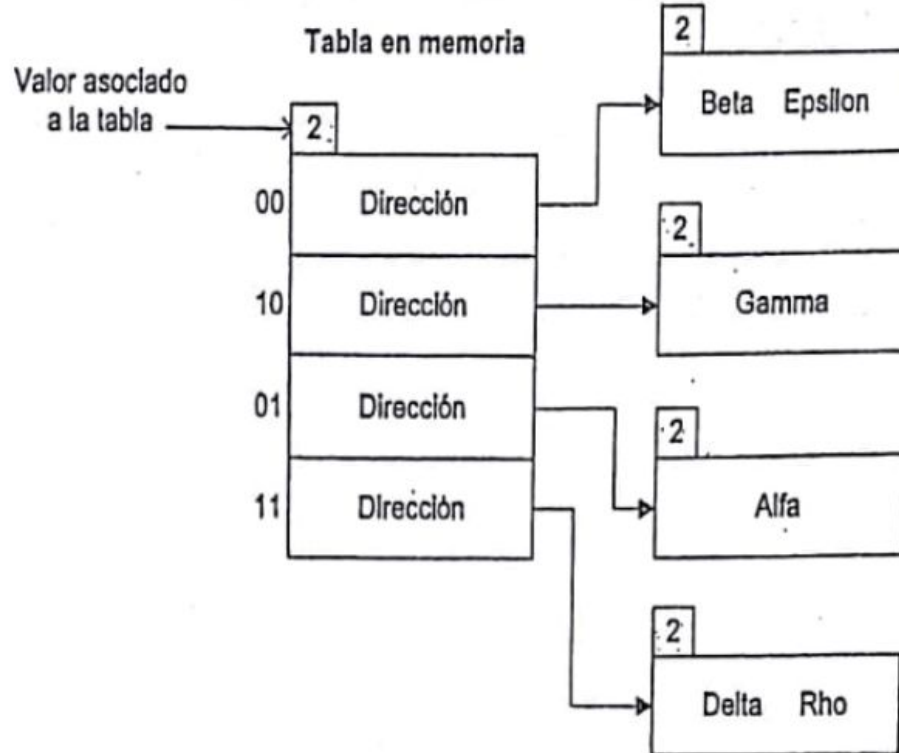 Tabla en memoria
Valor asociado
a la tabla
2
00 Dirección
10 Dirección
01 Dirección
11 Dirección
2
Beta Epsilon
2
Gamma
2
Alfa
2
Delta Rho